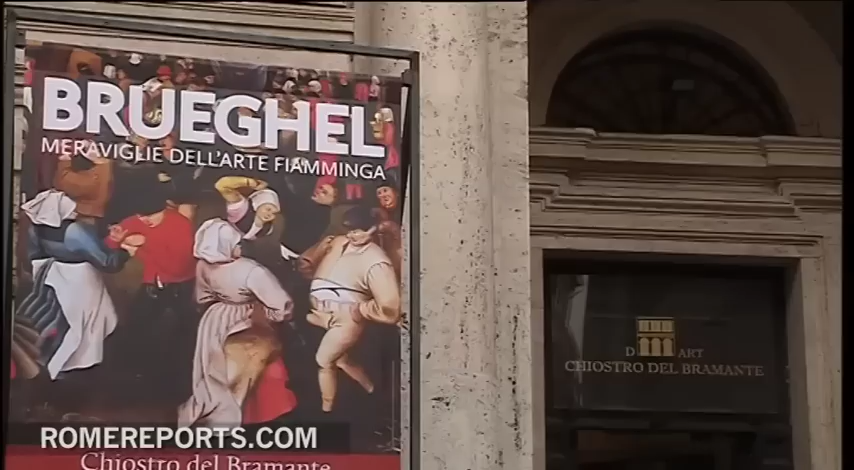 BRUEGHEL
MERAVIGLIE DELL'ARTE FIAMMINGA
ROMEREPORTS.COM
Chiostro del Bramante
D ART
CHIOSTRO DEL BRAMANTE